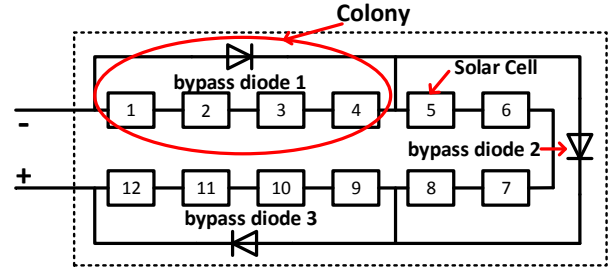 Colony
bypass diode 1
Solar Cell
1 2 3 4 5 6
-
bypass diode 2
+
12 11 10 9 8 7
bypass diode 3